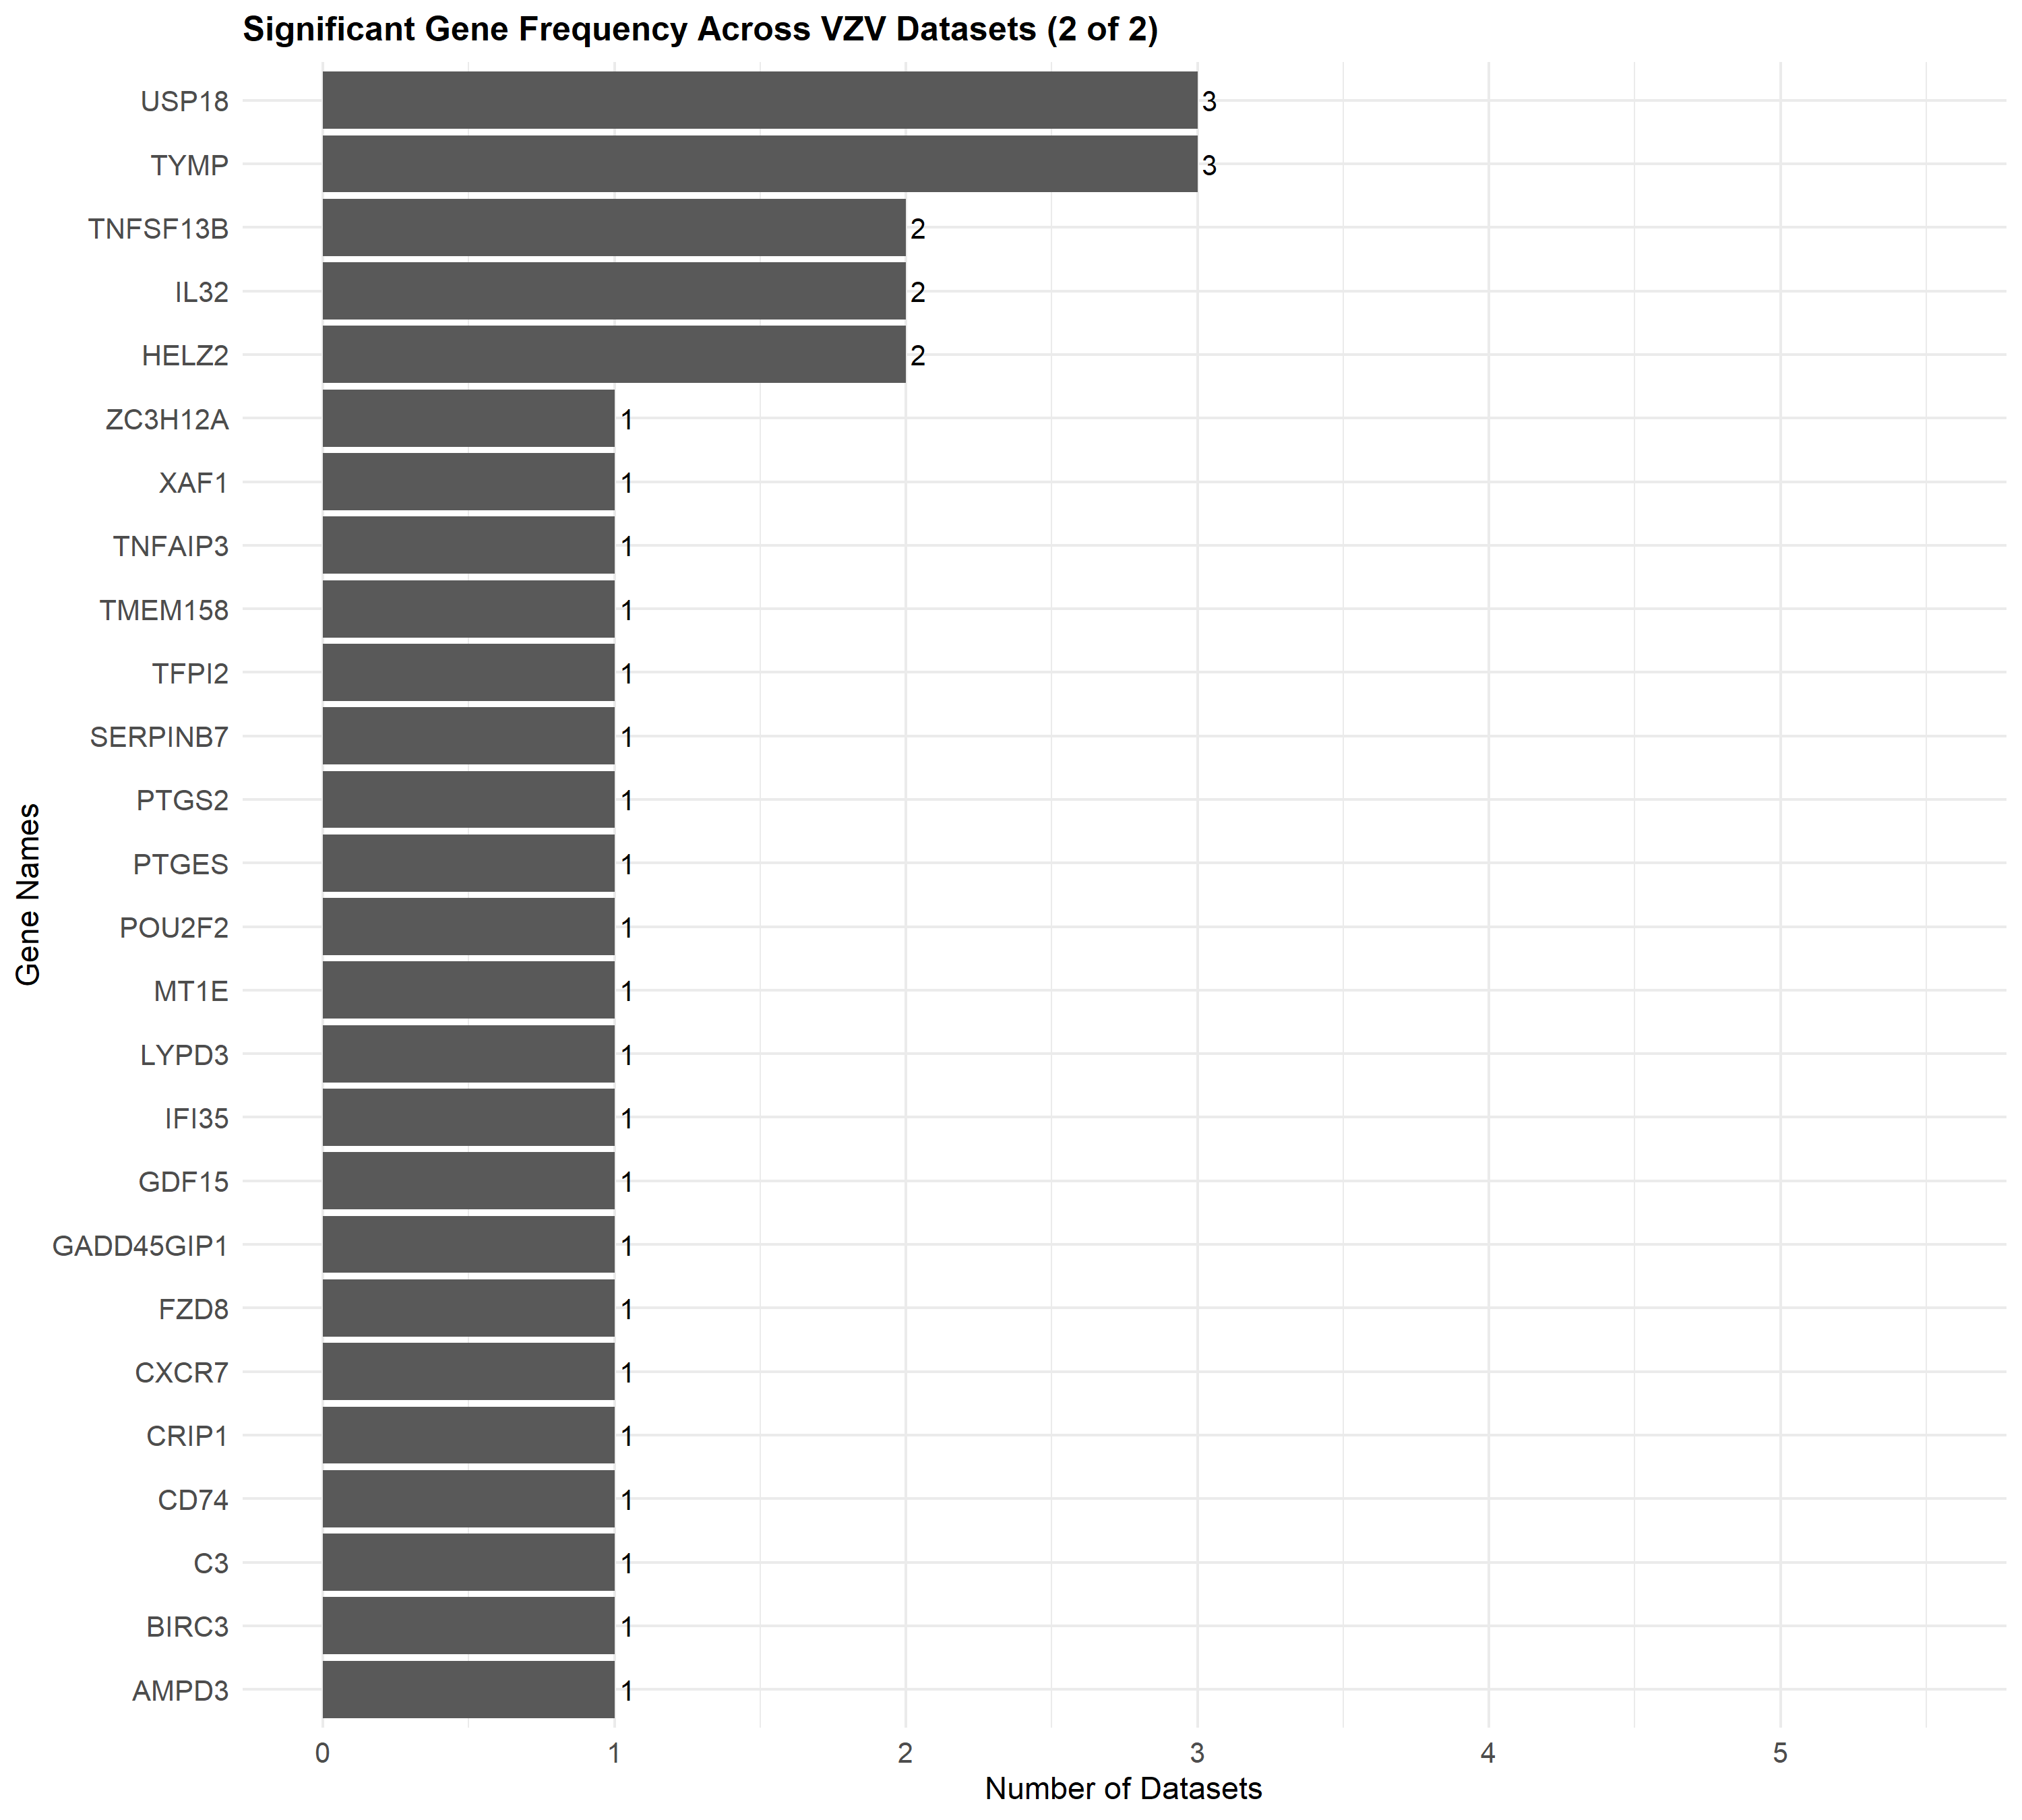 Significant Gene Frequency Across VZV Datasets (2 of 2)
USP18 3
TYMP 3
TNFSF13B 2
IL32 2
HELZ2 2
ZC3H12A 1
XAF1 1
TNFAIP3 1
TMEM158 1
TFPI2 1
SERPINB7 1
PTGS2 1
PTGES 1
POU2F2 1
MT1E 1
LYPD3 1
IFI35 1
GDF15 1
GADD45GIP1 1
FZD8 1
CXCR7 1
CRIP1 1
CD74 1
C3 1
BIRC3 1
AMPD3 1
Gene Names
0 1 2 3 4 5
Number of Datasets